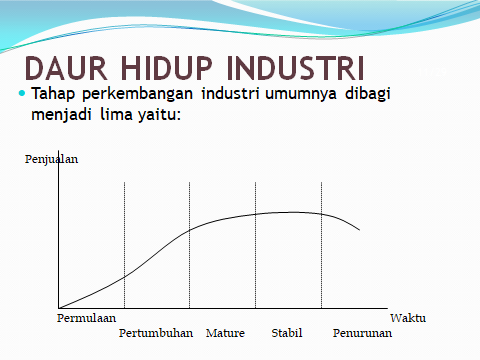 DAUR HIDUP INDUSTRI
Tahap perkembangan industri umumnya dibagi
menjadi lima yaitu:
Penjualan
Permulaan
Waktu
Pertumbuhan
Mature
Stabil
Penurunan